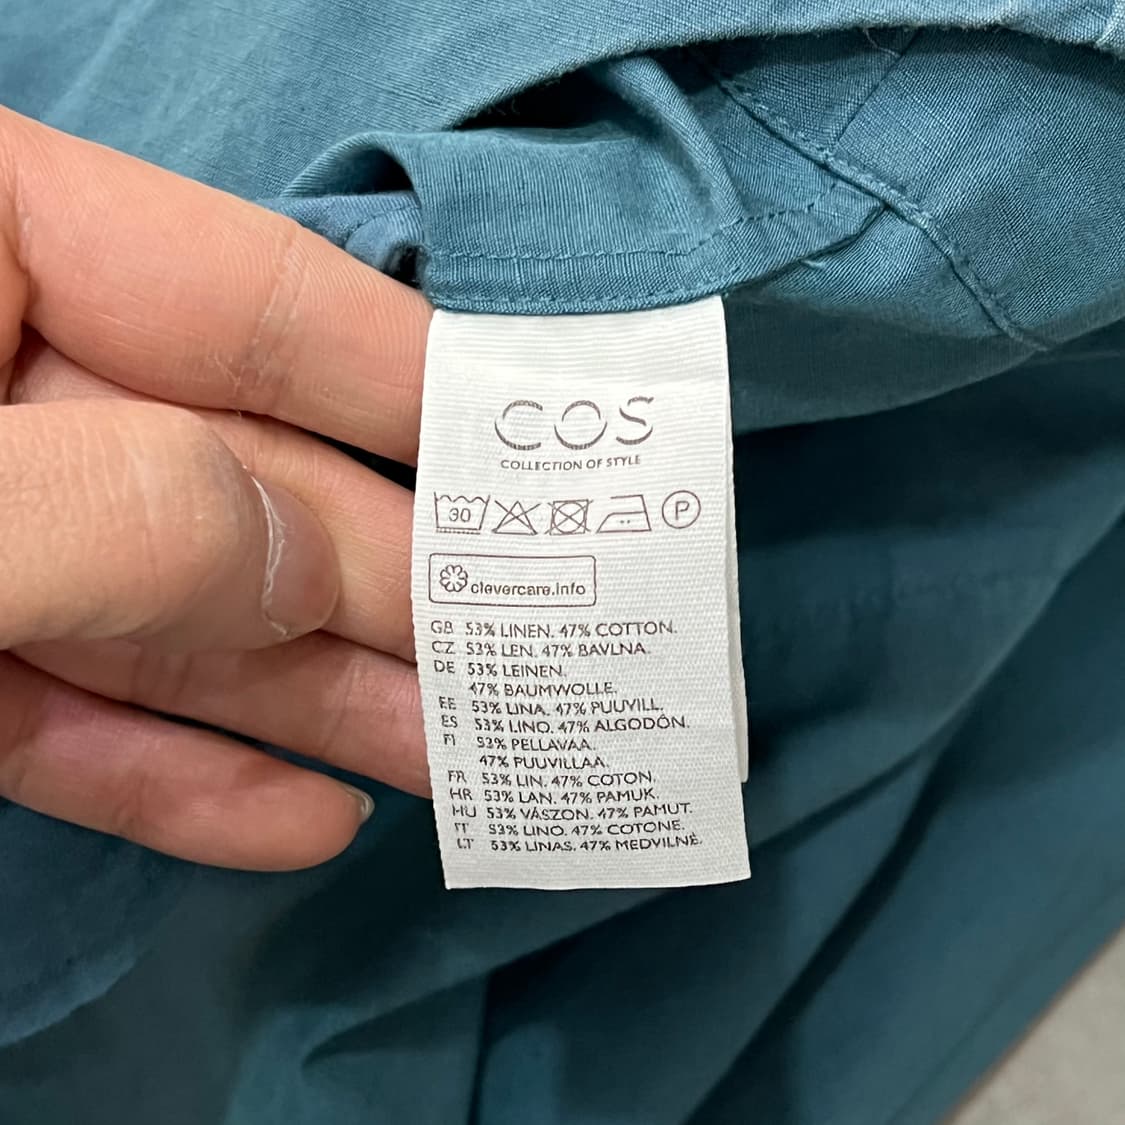 COS
COLLECTION OF STYLE
30 P
clevercare.info
GB 53% LINEN. 47% COTTON.
CZ 53% LEN. 47% BAVLNA.
DE 53% LEINEN.
47% BAUMWOLLE.
EE 53% LINA. 47% PUUVILL.
ES 53% LINO. 47% ALGODÓN.
FI 53% PELLAVAA.
47% PUUVILLAA.
FR 53% LIN. 47% COTON.
HR 53% LAN. 47% PAMUK.
HU 53% VÁSZON. 47% PAMUT.
IT 53% LINO. 47% COTONE.
LT 53% LINAS. 47% MEDVILNĖ.